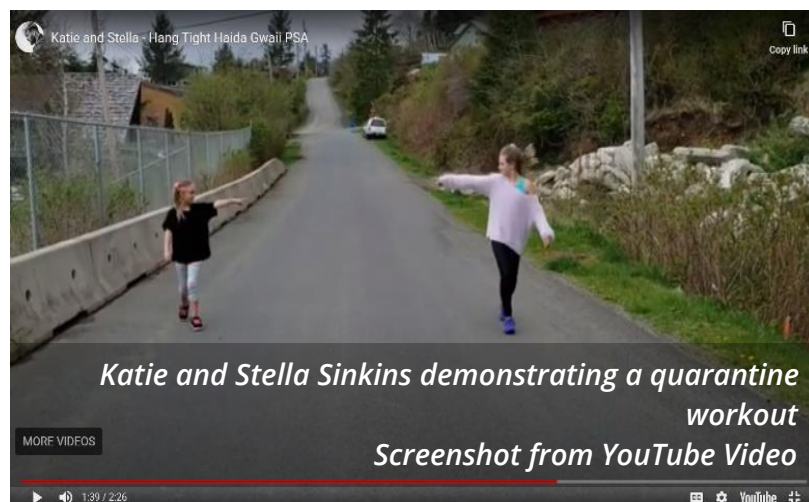 Katie and Stella - Hang Tight Haida Gwaii PSA
Copy link
Katie and Stella Sinkins demonstrating a quarantine
workout
Screenshot from YouTube Video
MORE VIDEOS
1:39 / 2:26
CC
YouTube